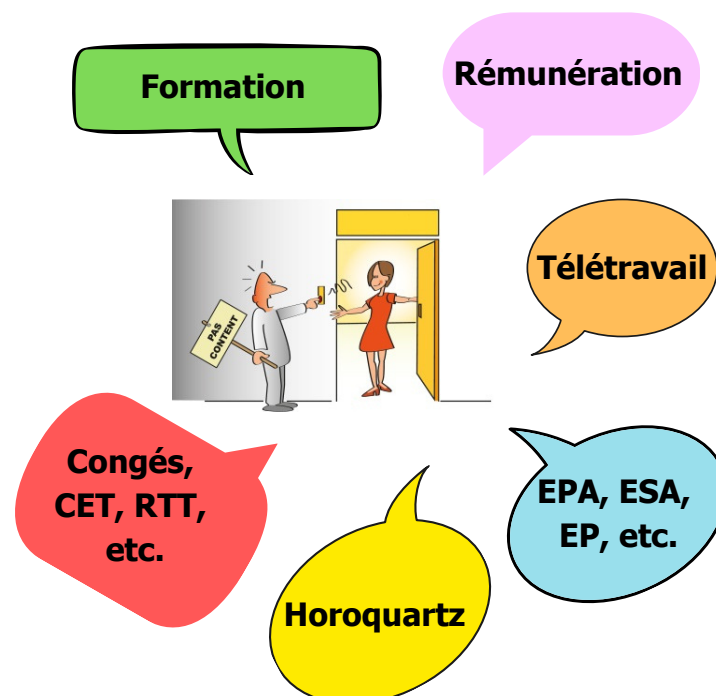 Formation
Rémunération
Télétravail
PAS
CONTENT
Congés,
CET, RTT,
etc.
EPA, ESA,
EP, etc.
Horoquartz